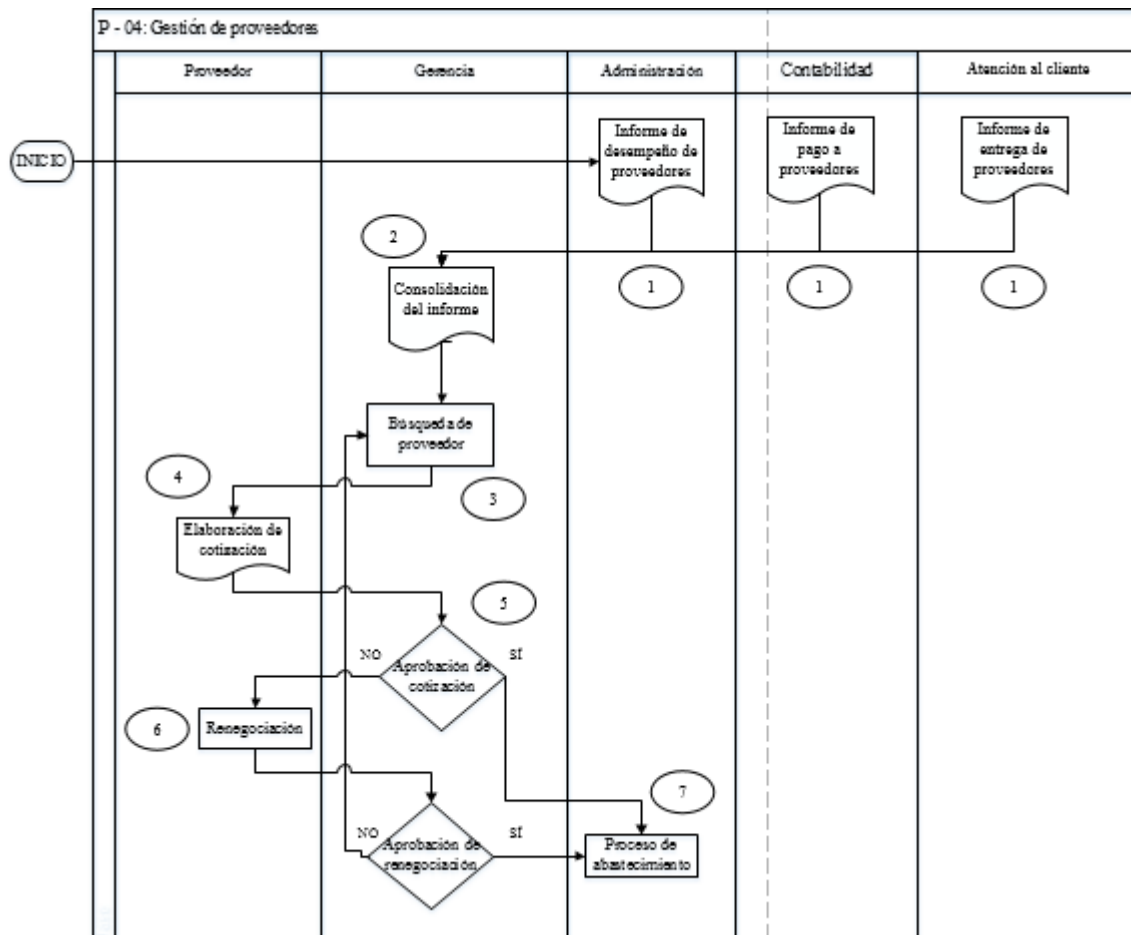 P - 04: Gestión de proveedores
Proveedor
Gerencia
Administración
Contabilidad
Atención al cliente
INICIO
Informe de
desempeño de
proveedores
Informe de
pago a
proveedores
Informe de
entrega de
proveedores
2
1
1
1
Consolidación
del informe
Búsqueda de
proveedor
4
3
Elaboración de
cotización
5
NO
SÍ
Aprobación de
cotización
6
Renegociación
7
NO
SÍ
Aprobación de
renegociación
Proceso de
abastecimiento